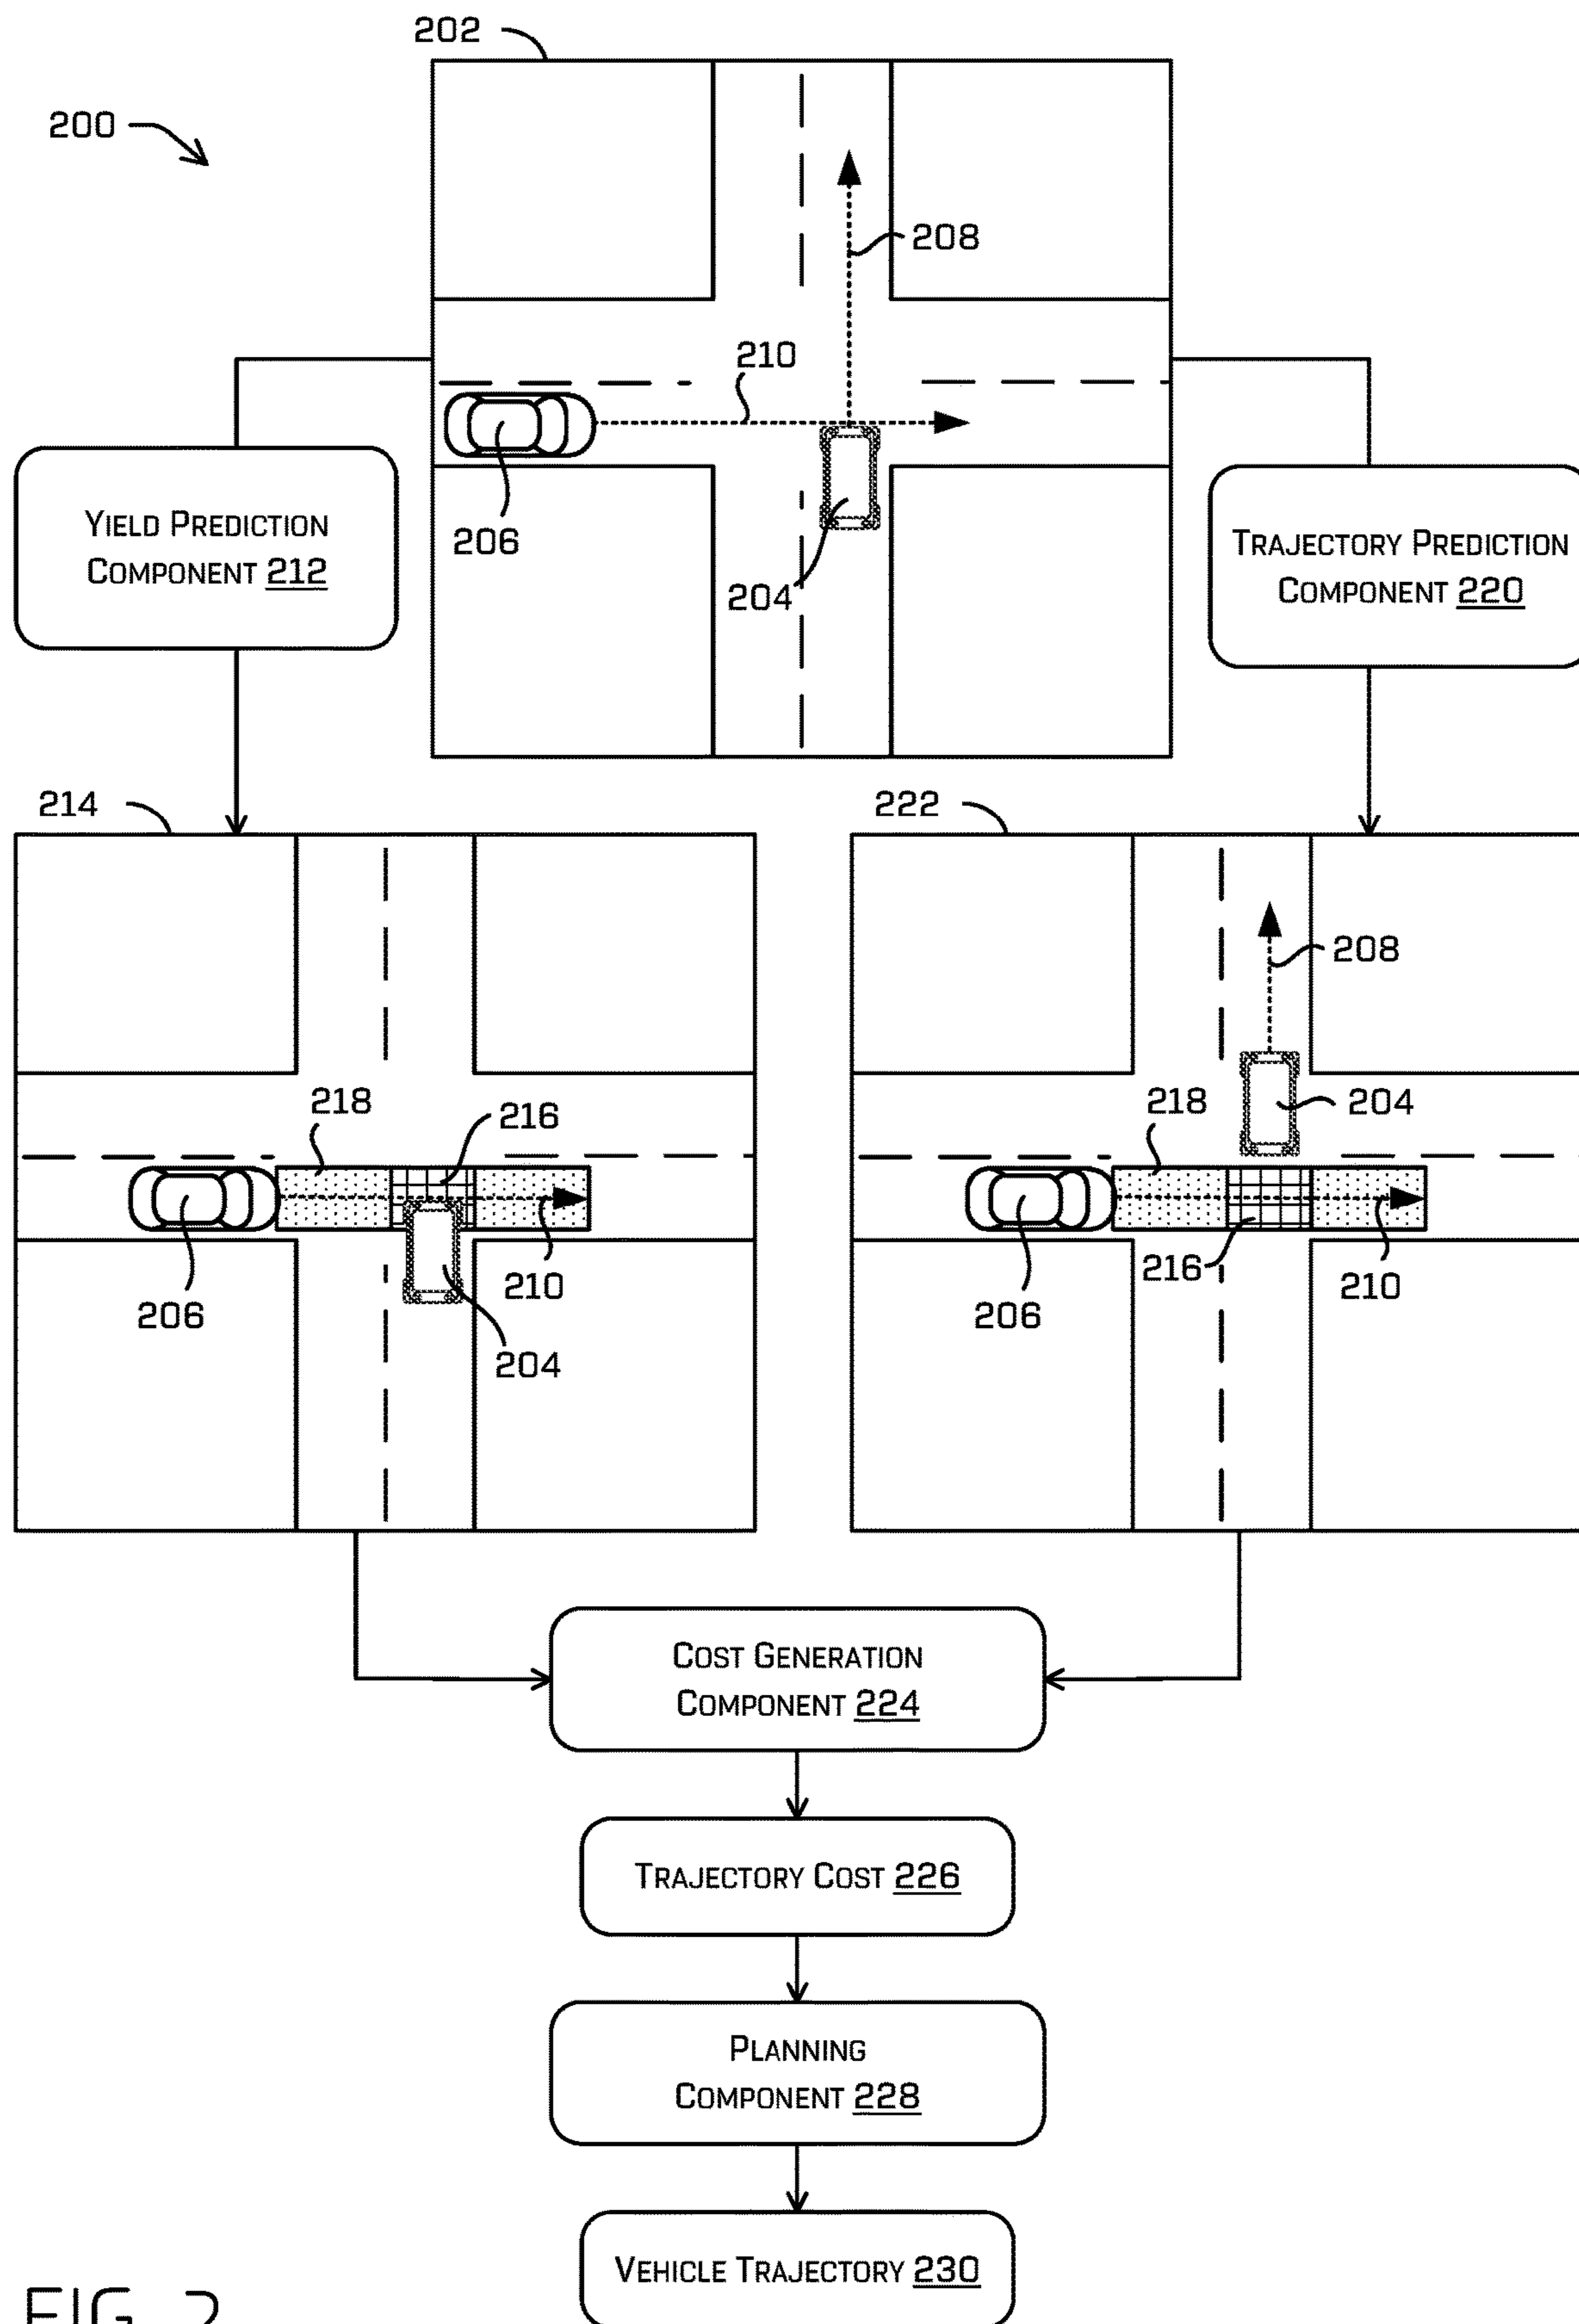 202
200
208
210
206
204
YIELD PREDICTION
COMPONENT 212
TRAJECTORY PREDICTION
COMPONENT 220
214
218
216
206
210
204
222
208
218
204
216
206
210
COST GENERATION
COMPONENT 224
TRAJECTORY COST 226
PLANNING
COMPONENT 228
VEHICLE TRAJECTORY 230
FIG. 2